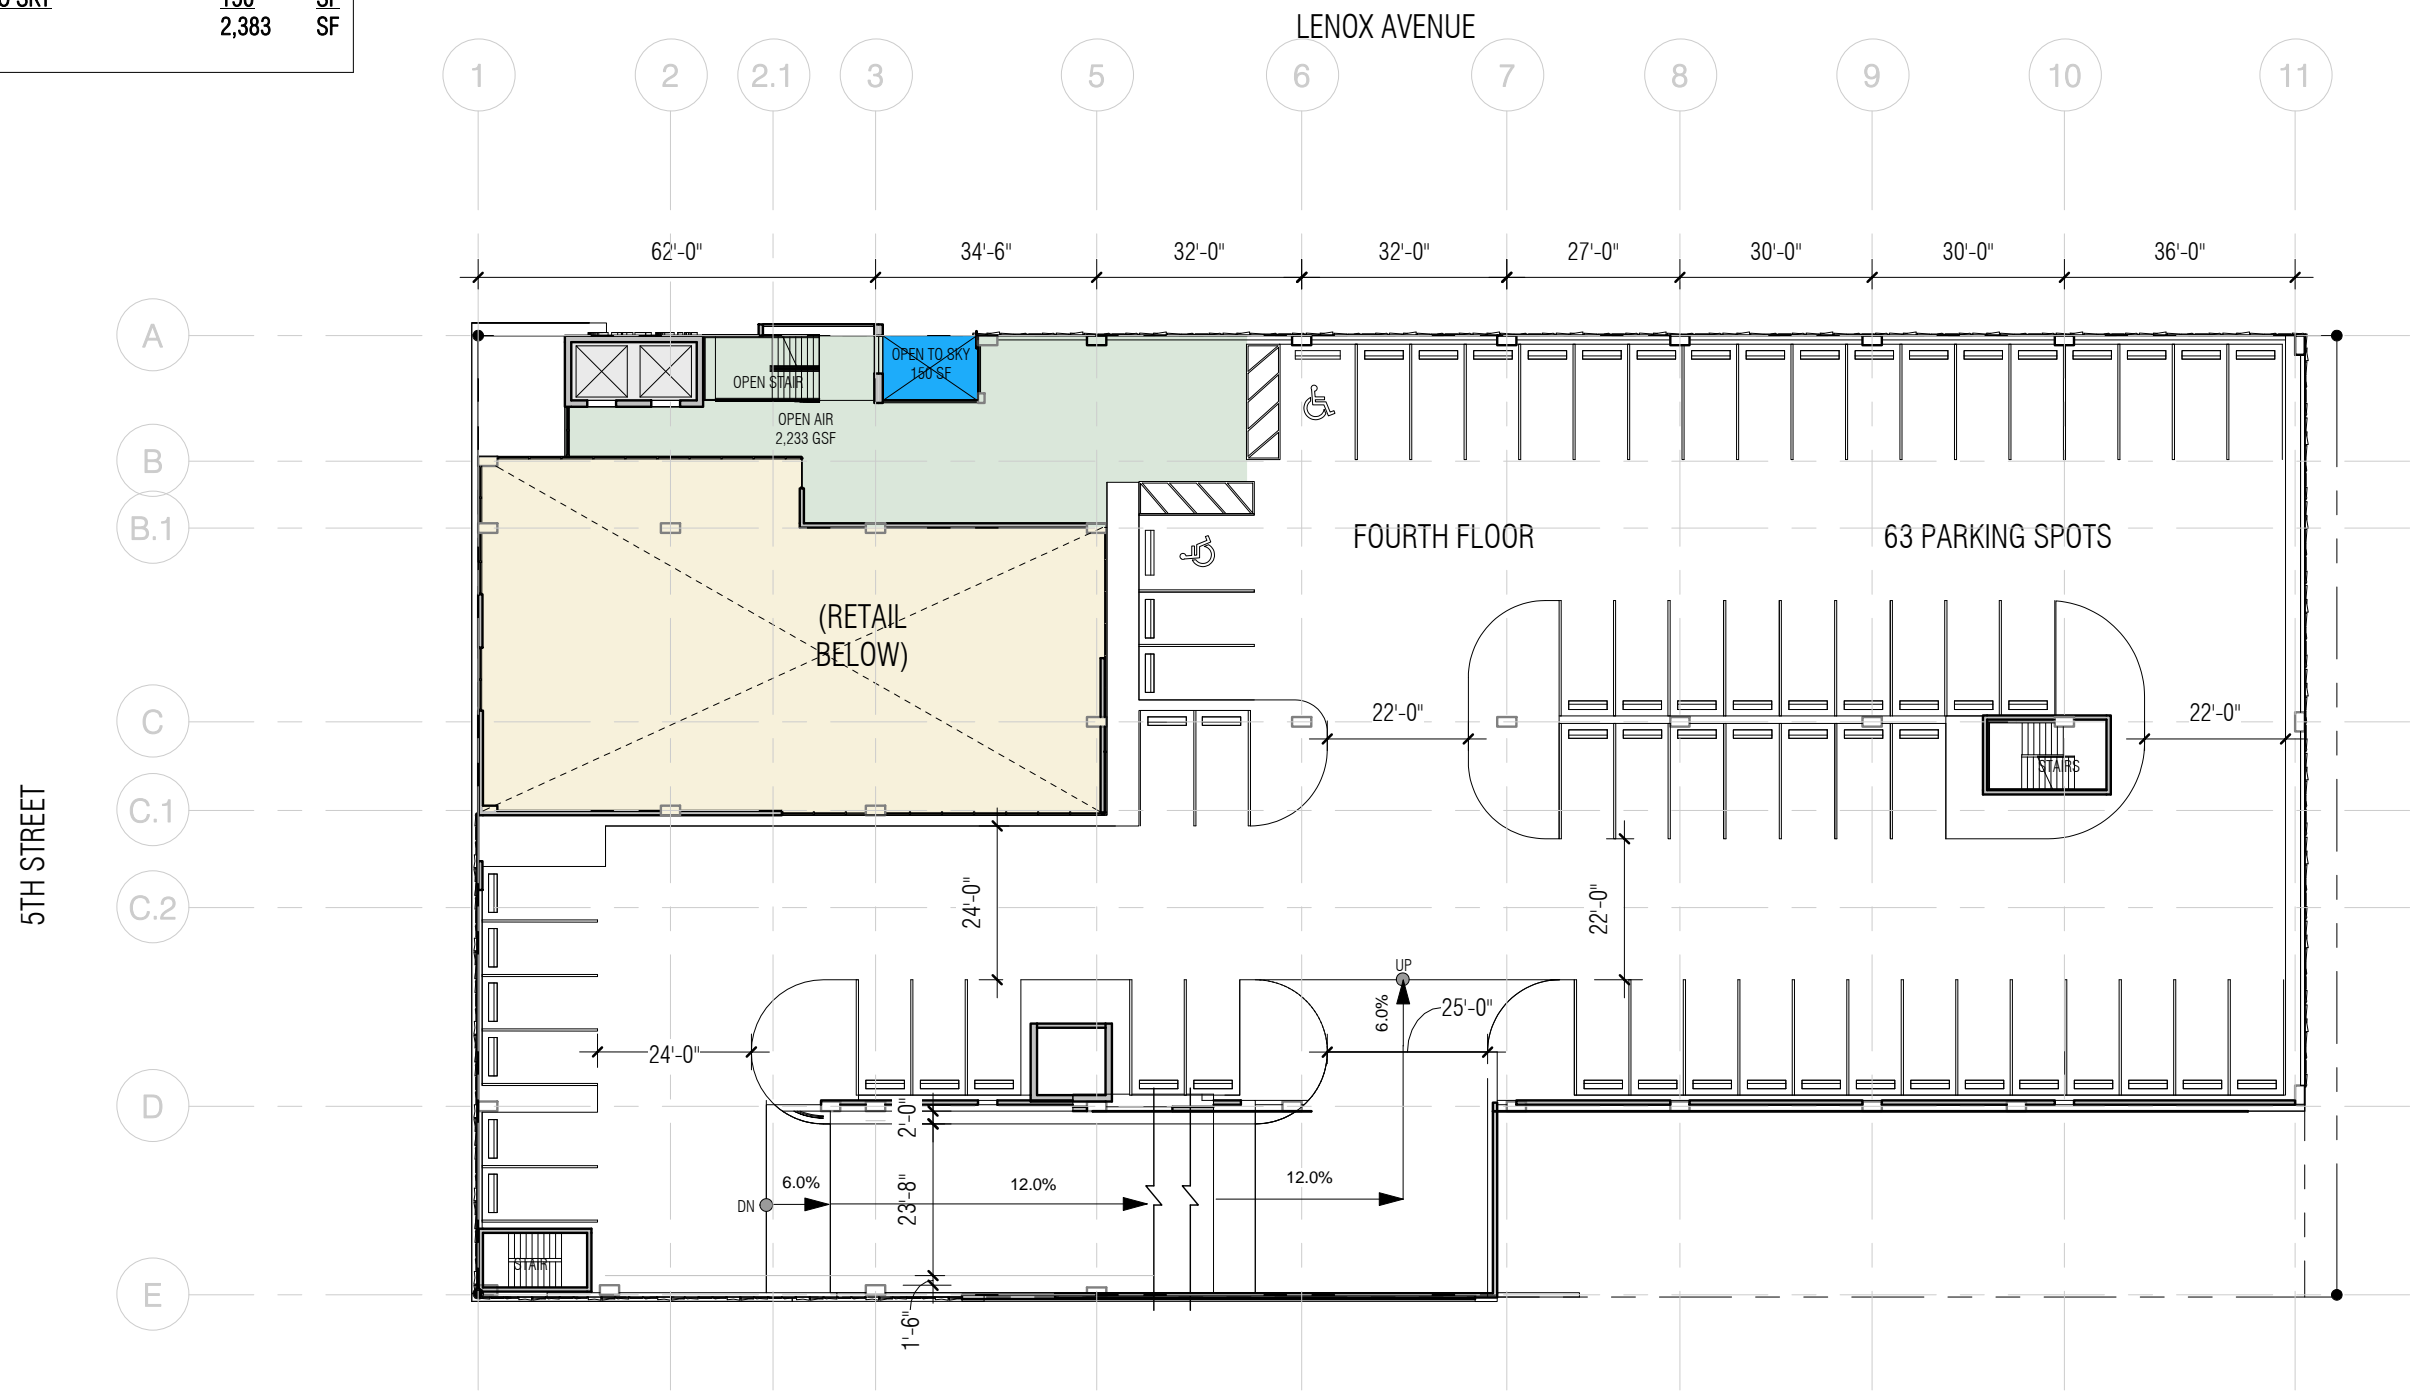 150 SF
2,383 SF
LENOX AVENUE
1 2 2.1 3 5 6 7 8 9 10 11
62'-0" 34'-6" 32'-0" 32'-0" 27'-0" 30'-0" 30'-0" 36'-0"
A
OPEN TO SKY
150 SF
OPEN STAIR
OPEN AIR
2,233 GSF
B
B.1
FOURTH FLOOR
63 PARKING SPOTS
(RETAIL
BELOW)
C
22'-0"
22'-0"
STAIRS
C.1
5TH STREET
C.2
24'-0"
22'-0"
UP
6.0%
25'-0"
24'-0"
D
2'-0"
6.0%
12.0%
12.0%
DN
23'-8"
STAIR
E
1'-6"